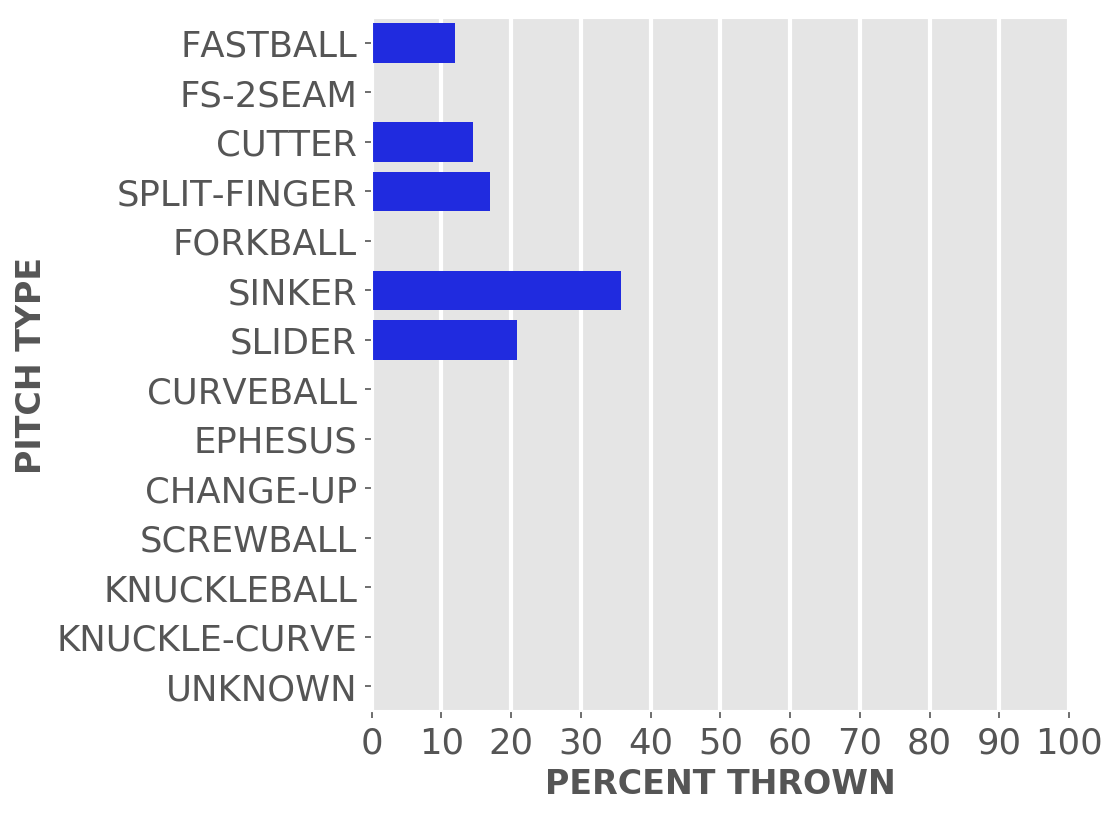 FASTBALL
FS-2SEAM
CUTTER
SPLIT-FINGER
FORKBALL
SINKER
SLIDER
CURVEBALL
EPHESUS
CHANGE-UP
SCREWBALL
KNUCKLEBALL
KNUCKLE-CURVE
UNKNOWN
PITCH TYPE
0 10 20 30 40 50 60 70 80 90 100
PERCENT THROWN